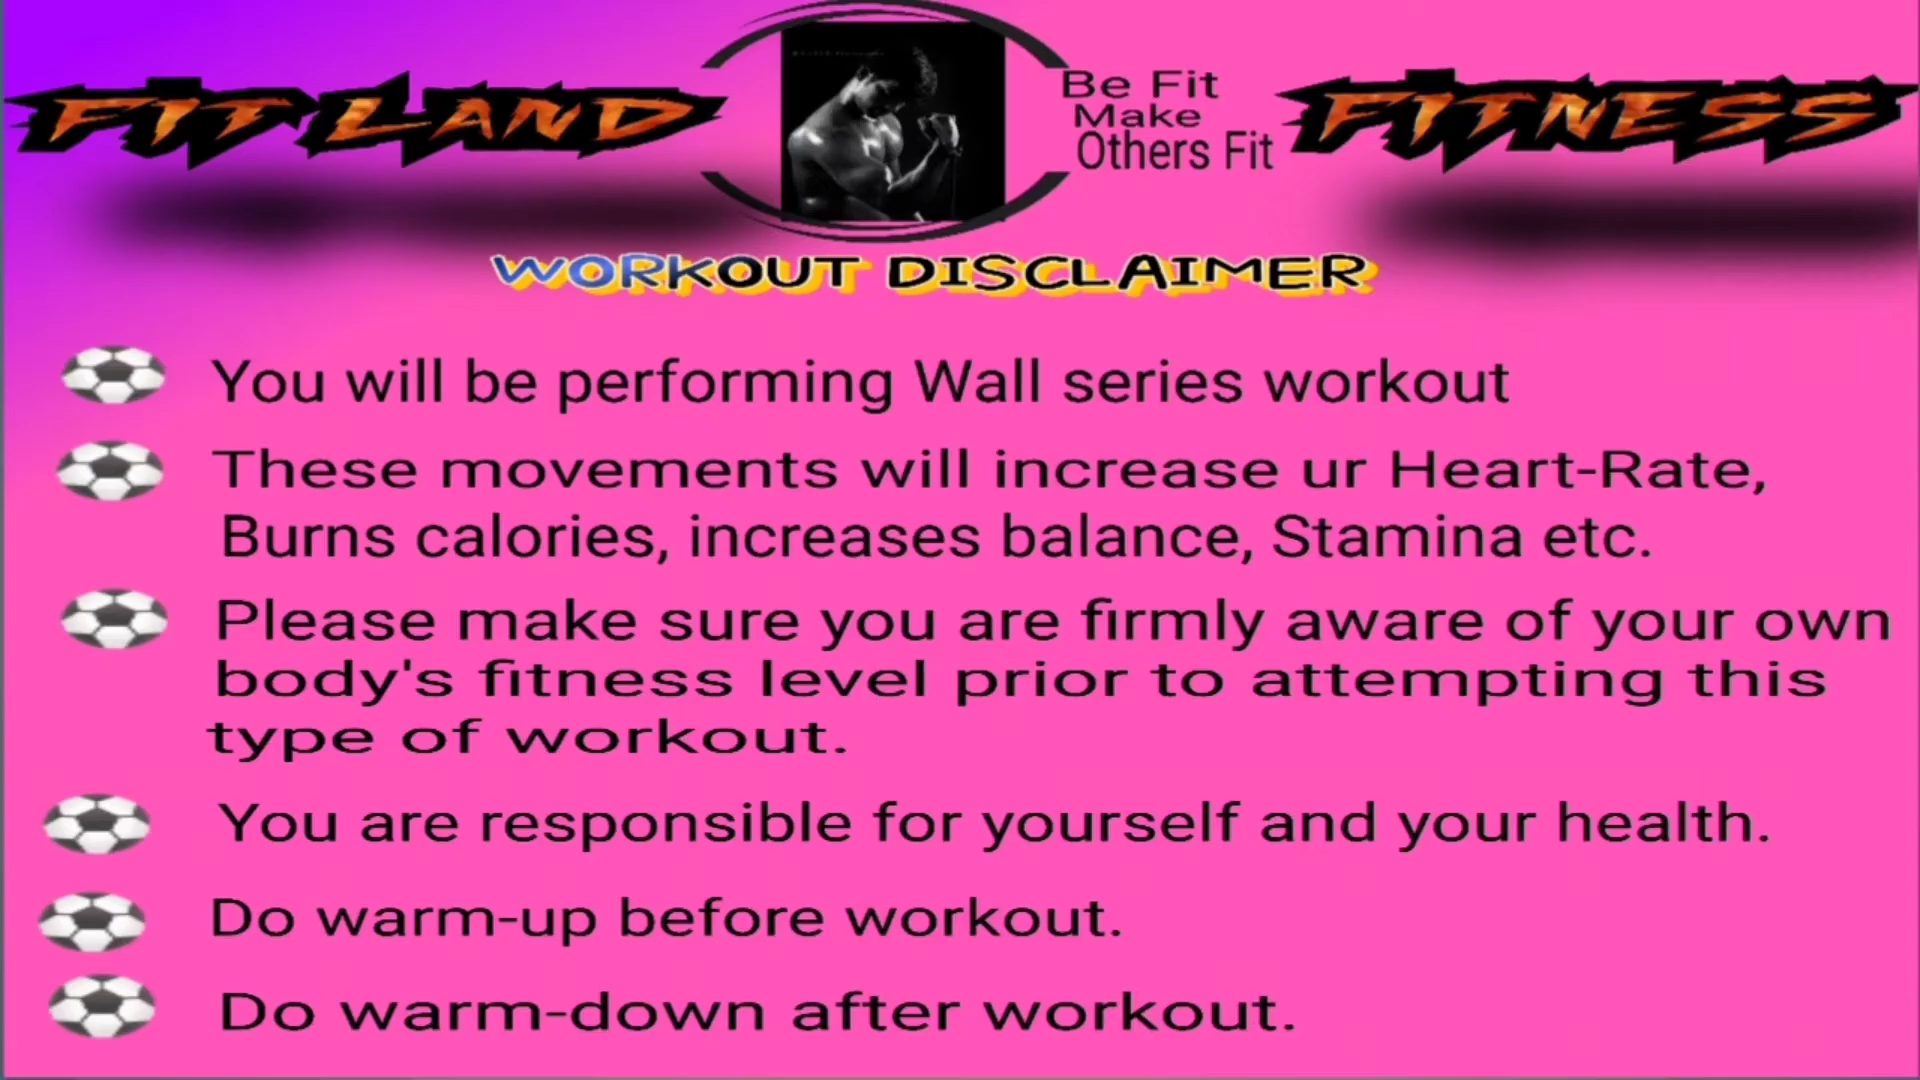 FIT LAND
Be Fit
Make
Others Fit
FITNESS
WORKOUT DISCLAIMER
You will be performing Wall series workout
These movements will increase ur Heart-Rate,
Burns calories, increases balance, Stamina etc.
Please make sure you are firmly aware of your own
body's fitness level prior to attempting this
type of workout.
You are responsible for yourself and your health.
Do warm-up before workout.
Do warm-down after workout.